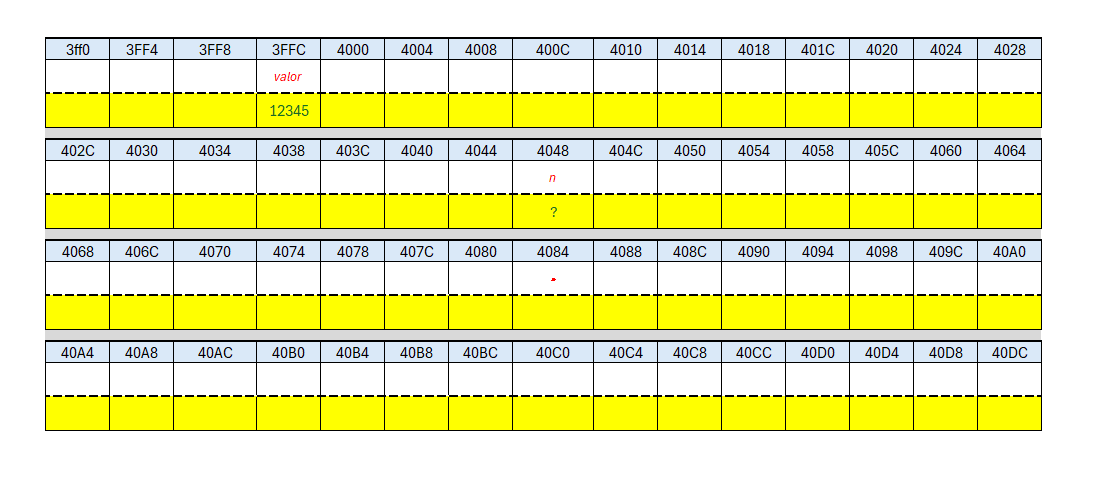 3ff0 3FF4 3FF8 3FFC 4000 4004 4008 400C 4010 4014 4018 401C 4020 4024 4028
valor
12345
402C 4030 4034 4038 403C 4040 4044 4048 404C 4050 4054 4058 405C 4060 4064
n
?
4068 406C 4070 4074 4078 407C 4080 4084 4088 408C 4090 4094 4098 409C 40A0
40A4 40A8 40AC 40B0 40B4 40B8 40BC 40C0 40C4 40C8 40CC 40D0 40D4 40D8 40DC